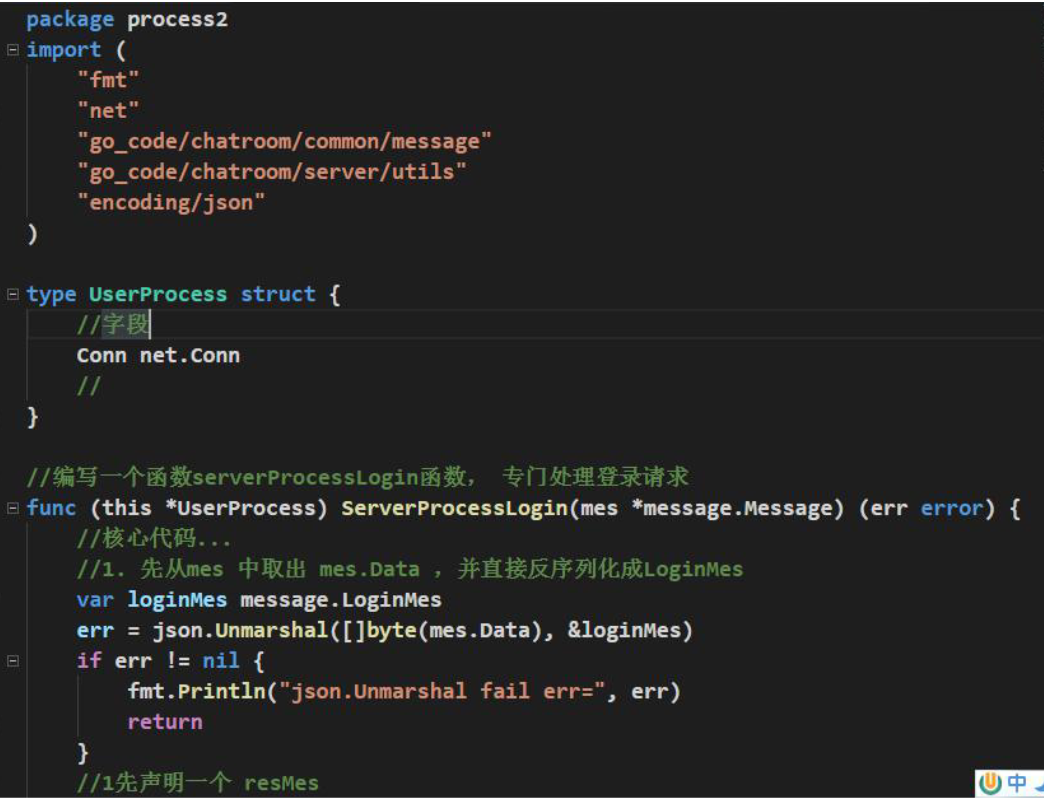 package process2
import (
    "fmt"
    "net"
    "go_code/chatroom/common/message"
    "go_code/chatroom/server/utils"
    "encoding/json"
)
type UserProcess struct {
    //字段
    Conn net.Conn
    //
}
//编写一个函数serverProcessLogin函数， 专门处理登录请求
func (this *UserProcess) ServerProcessLogin(mes *message.Message) (err error) {
    //核心代码...
    //1. 先从mes 中取出 mes.Data ，并直接反序列化成LoginMes
    var loginMes message.LoginMes
    err = json.Unmarshal([]byte(mes.Data), &loginMes)
    if err != nil {
        fmt.Println("json.Unmarshal fail err=", err)
        return
    }
    //1先声明一个 resMes
中